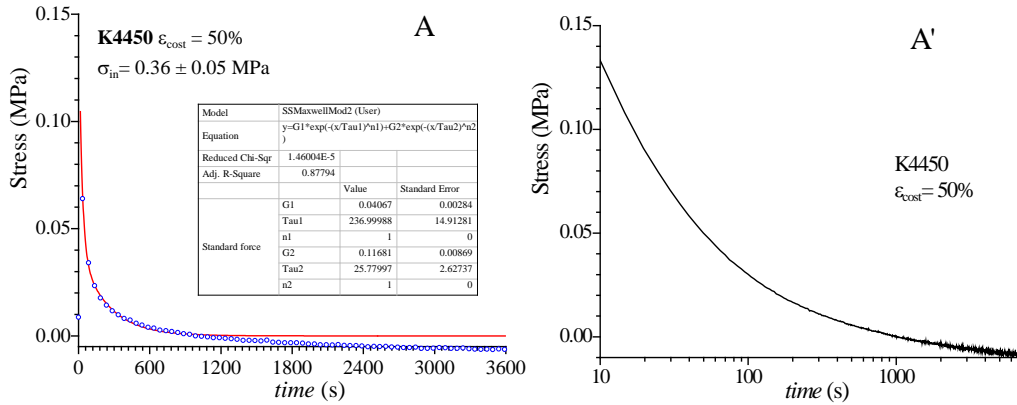 A
K4450 εcost = 50%
σin= 0.36 ± 0.05 MPa
Stress (MPa)
0.15
0.10
0.05
0.00
0 600 1200 1800 2400 3000 3600
time (s)
Model SSMaxwellMod2 (User)
Equation y=G1*exp(-(x/Tau1)^n1)+G2*exp(-(x/Tau2)^n2
)
Reduced Chi-Sqr 1.46004E-5
Adj. R-Square 0.87794
Value Standard Error
Standard force
G1 0.04067 0.00284
Tau1 236.99988 14.91281
n1 1 0
G2 0.11681 0.00869
Tau2 25.77997 2.62737
n2 1 0
A'
K4450
εcost= 50%
Stress (MPa)
0.15
0.10
0.05
0.00
10 100 1000
time (s)